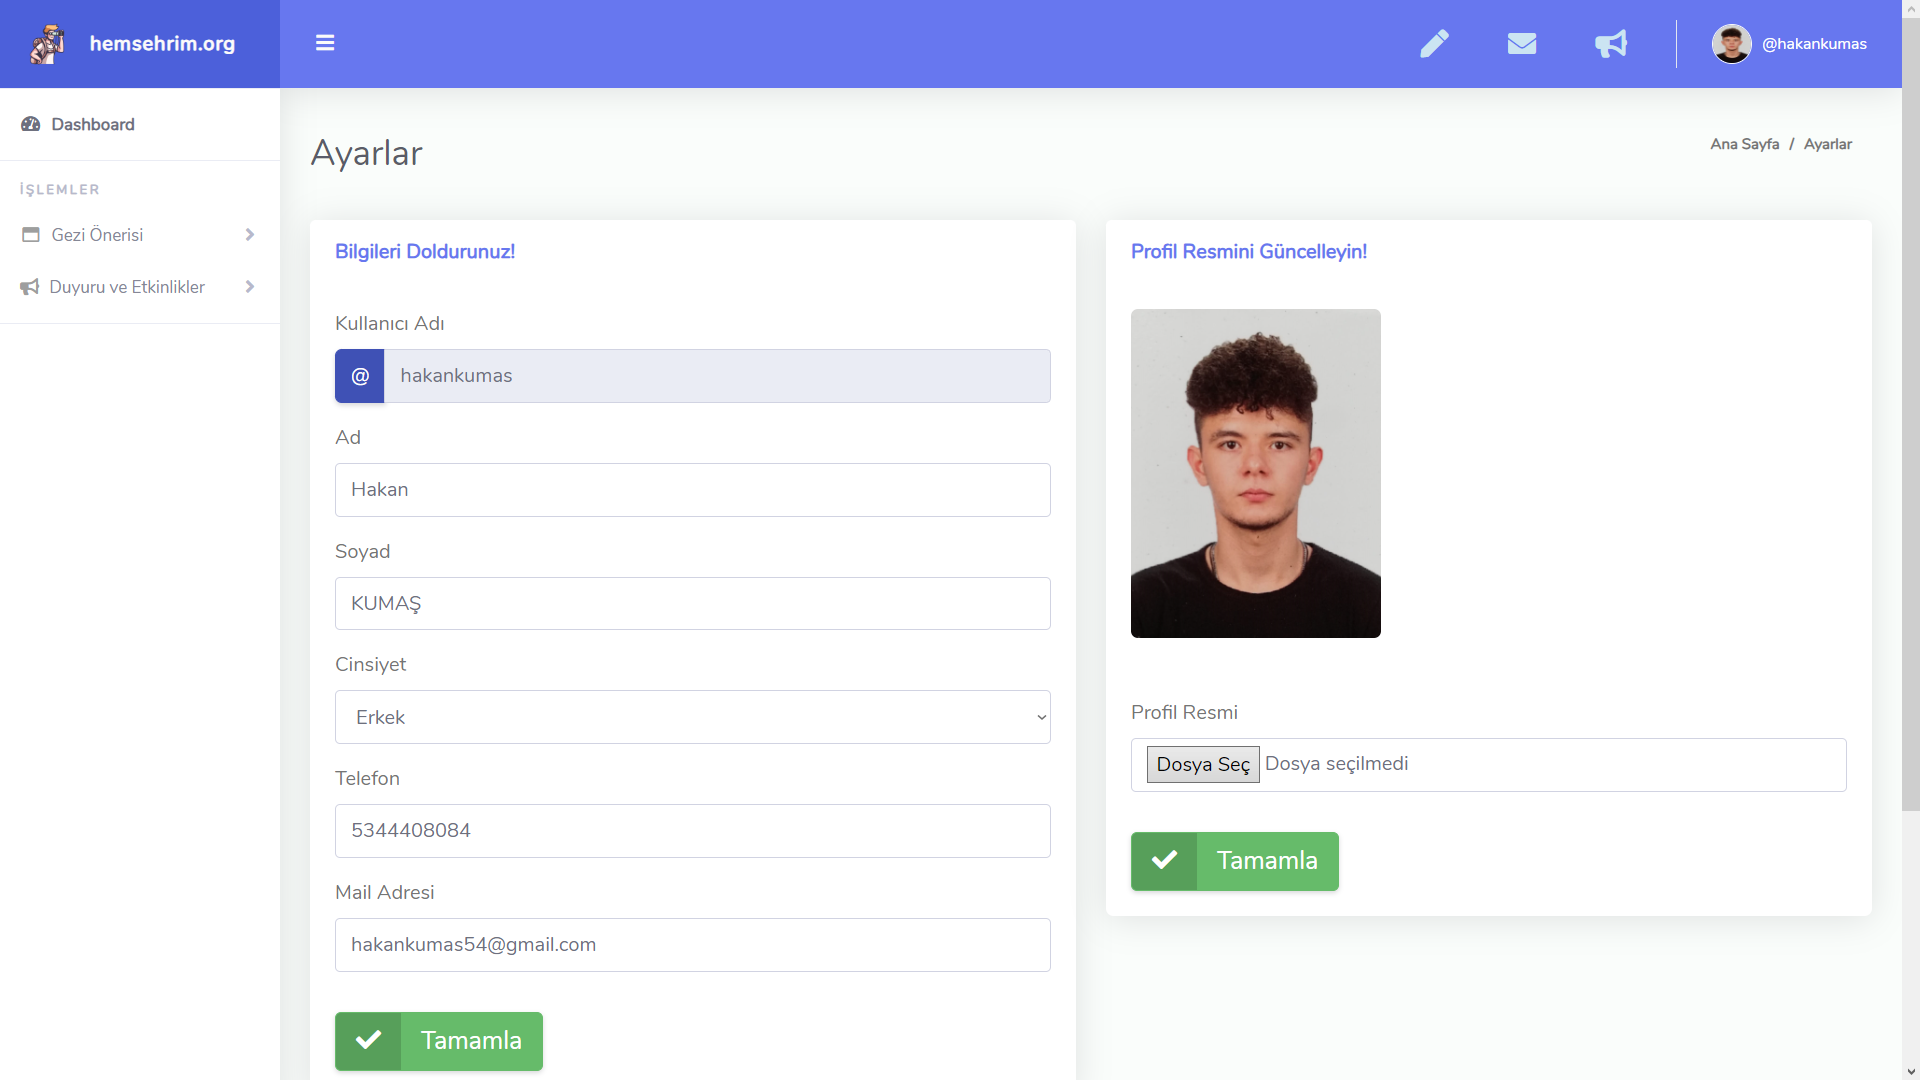 hemsehrim.org
@hakankumas
Dashboard
İŞLEMLER
Gezi Önerisi
Duyuru ve Etkinlikler
Ayarlar
Ana Sayfa / Ayarlar
Bilgileri Doldurunuz!
Kullanıcı Adı
@ hakankumas
Ad
Hakan
Soyad
KUMAŞ
Cinsiyet
Erkek
Telefon
5344408084
Mail Adresi
hakankumas54@gmail.com
Tamamla
Profil Resmini Güncelleyin!
Profil Resmi
Dosya Seç Dosya seçilmedi
Tamamla